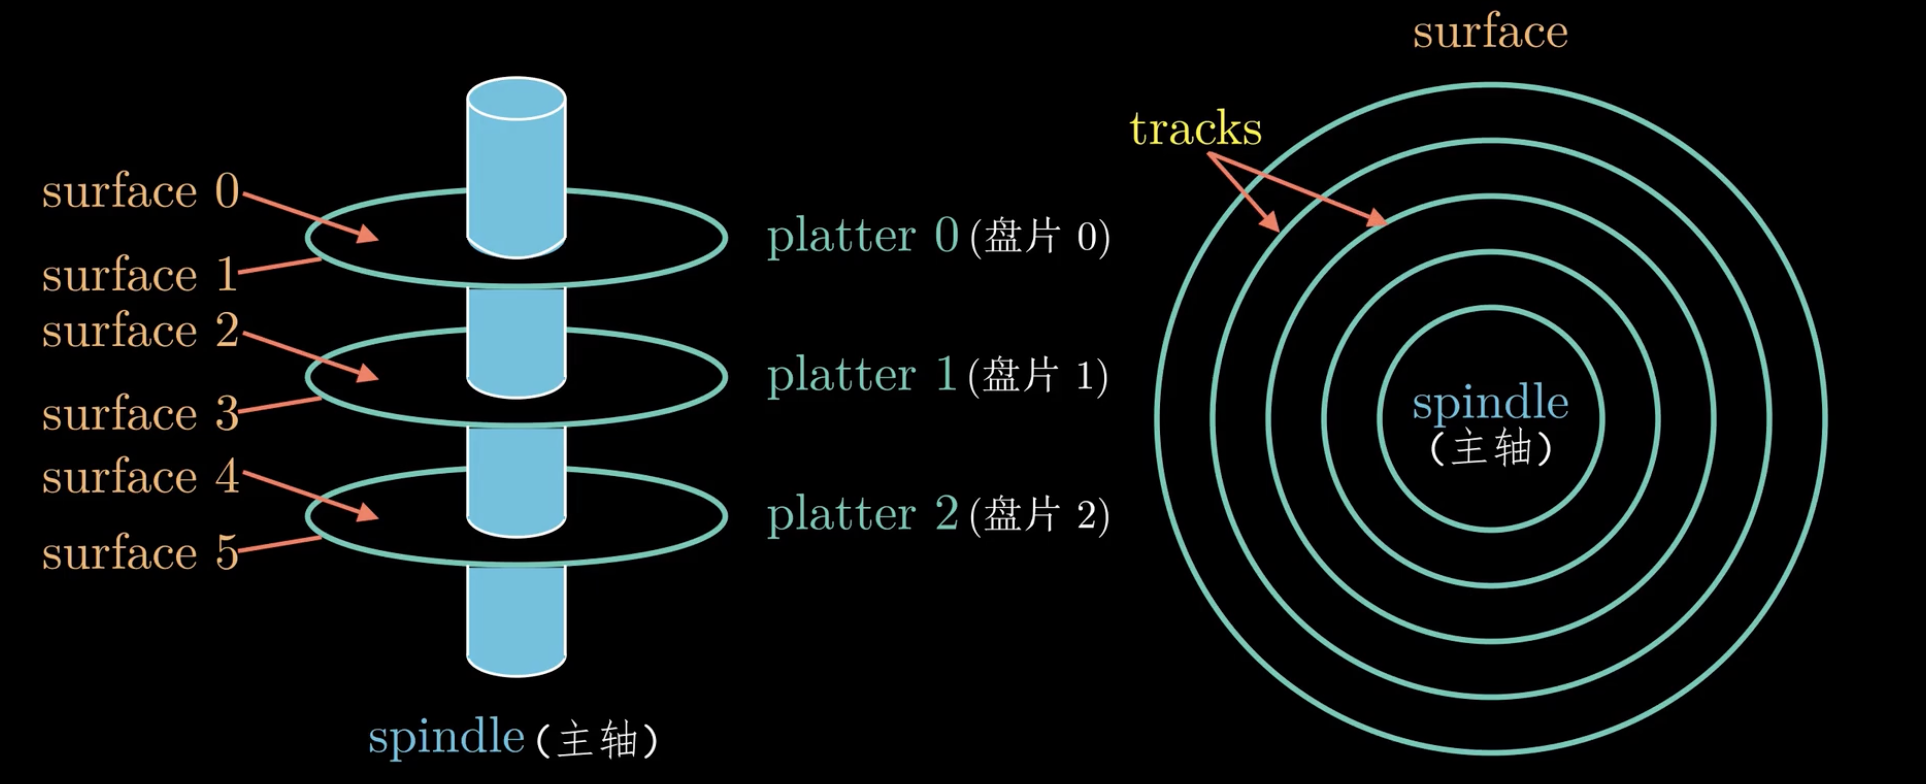 surface 0
surface 1
surface 2
surface 3
surface 4
surface 5
platter 0 (盘片 0)
platter 1 (盘片 1)
platter 2 (盘片 2)
spindle (主轴)
surface
tracks
spindle
(主轴)